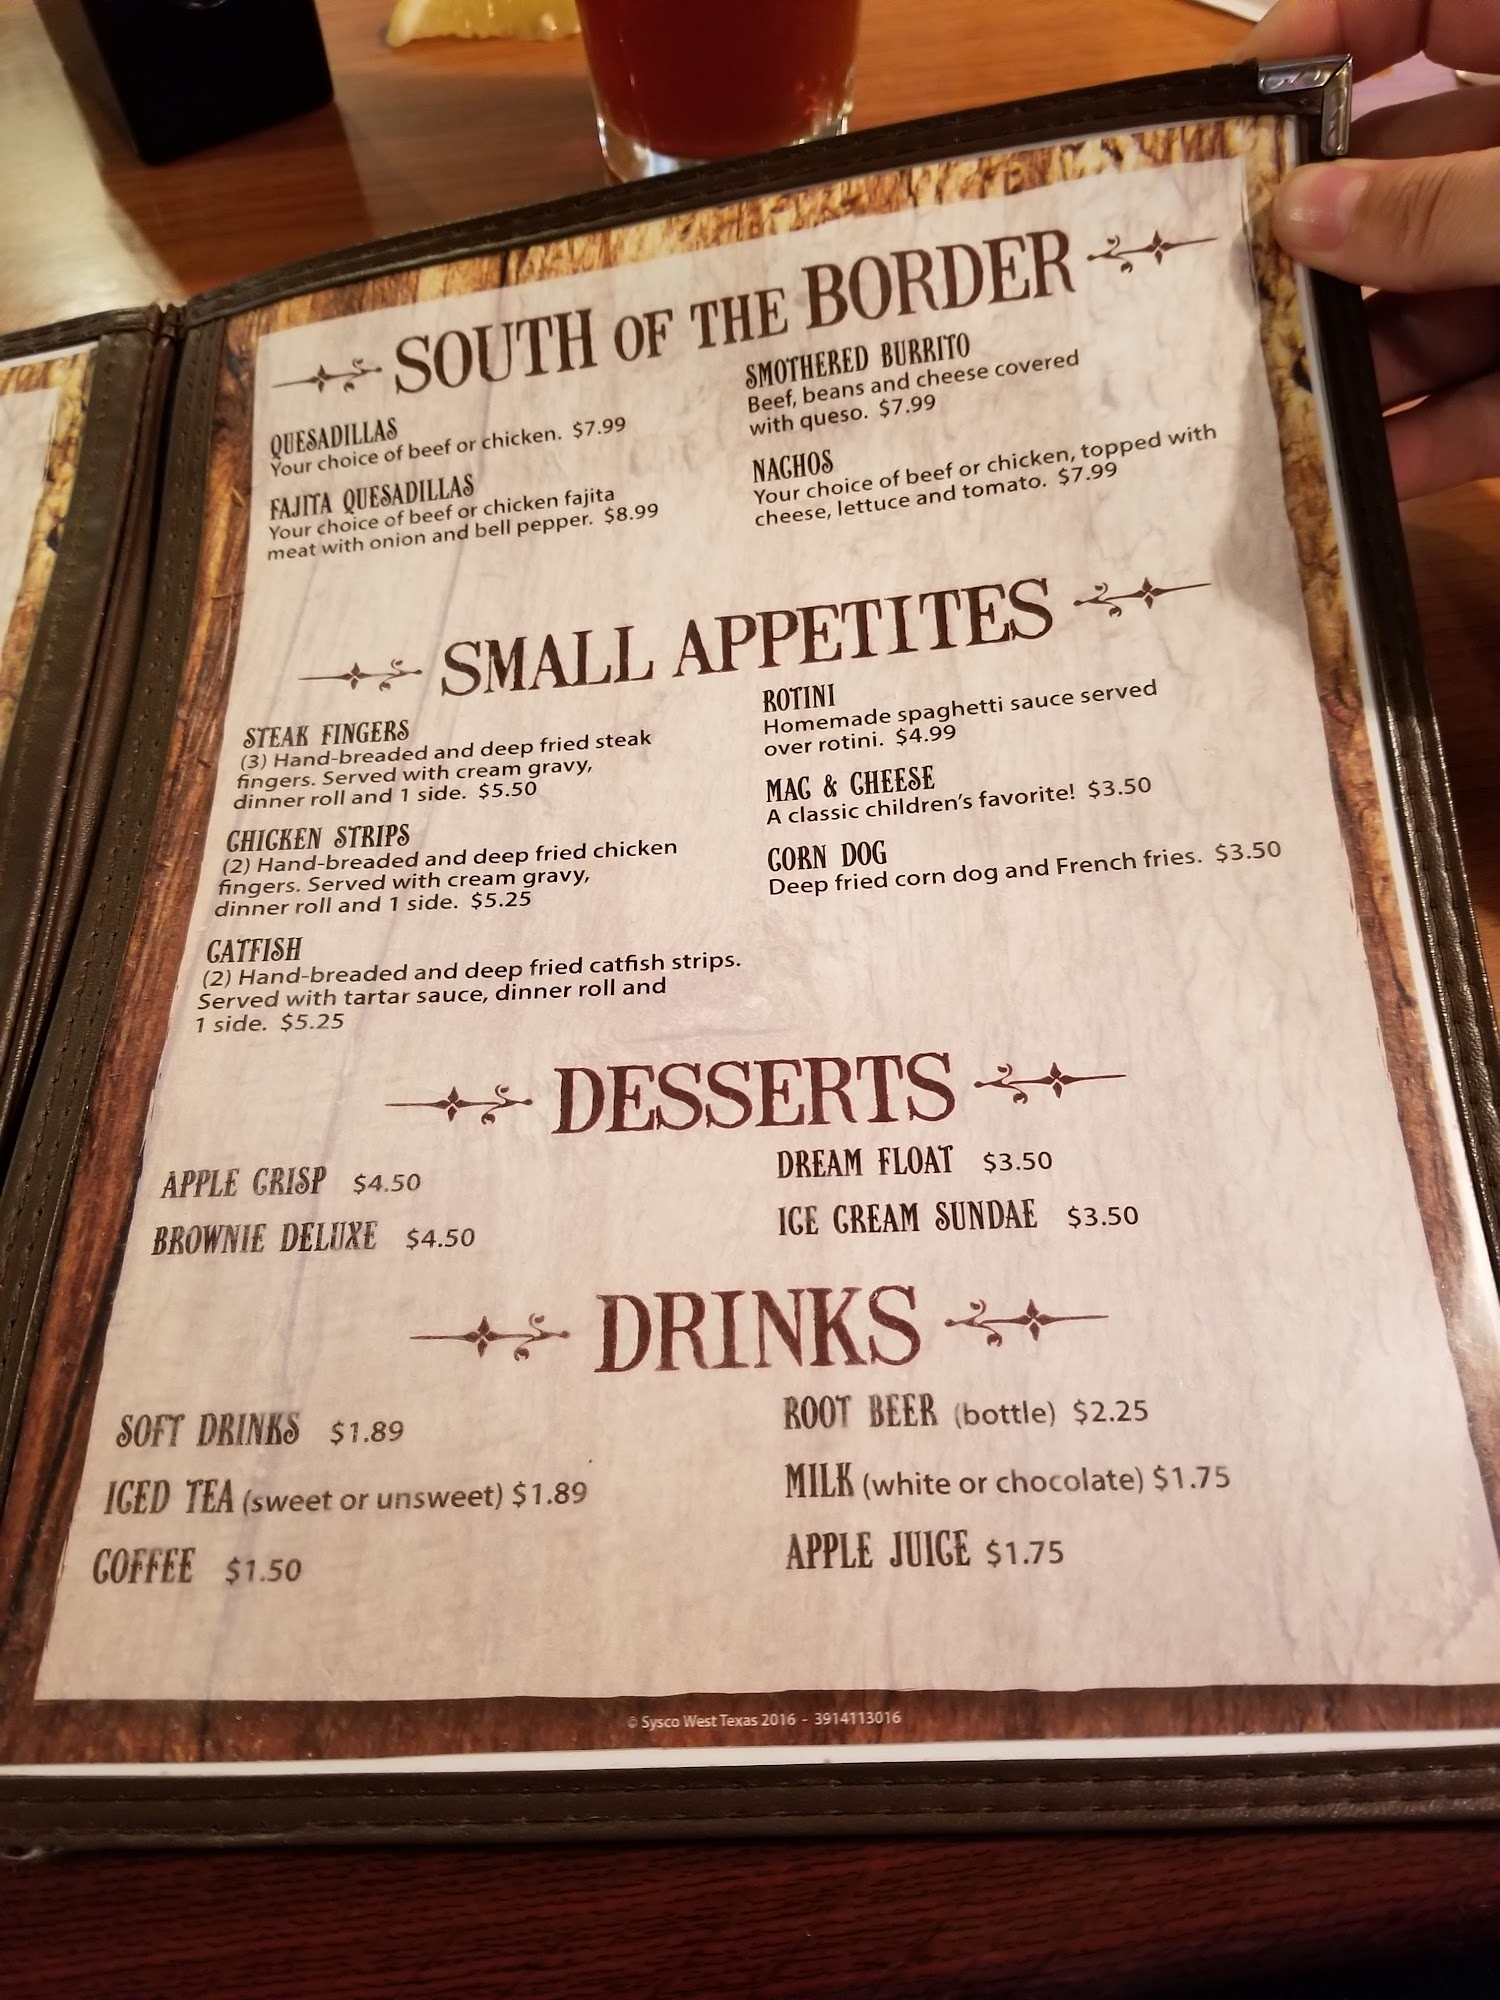 SOUTH OF THE BORDER
QUESADILLAS
Your choice of beef or chicken. $7.99
FAJITA QUESADILLAS
Your choice of beef or chicken fajita
meat with onion and bell pepper. $8.99
SMOTHERED BURRITO
Beef, beans and cheese covered
with queso. $7.99
NACHOS
Your choice of beef or chicken, topped with
cheese, lettuce and tomato. $7.99
SMALL APPETITES
STEAK FINGERS
(3) Hand-breaded and deep fried steak
fingers. Served with cream gravy,
dinner roll and 1 side. $5.50
CHICKEN STRIPS
(2) Hand-breaded and deep fried chicken
fingers. Served with cream gravy,
dinner roll and 1 side. $5.25
CATFISH
(2) Hand-breaded and deep fried catfish strips.
Served with tartar sauce, dinner roll and
1 side. $5.25
ROTINI
Homemade spaghetti sauce served
over rotini. $4.99
MAC & CHEESE
A classic children's favorite! $3.50
CORN DOG
Deep fried corn dog and French fries. $3.50
DESSERTS
APPLE CRISP $4.50
BROWNIE DELUXE $4.50
DREAM FLOAT $3.50
ICE CREAM SUNDAE $3.50
DRINKS
SOFT DRINKS $1.89
ICED TEA (sweet or unsweet) $1.89
COFFEE $1.50
ROOT BEER (bottle) $2.25
MILK (white or chocolate) $1.75
APPLE JUICE $1.75
© Sysco West Texas 2016 - 3914113016